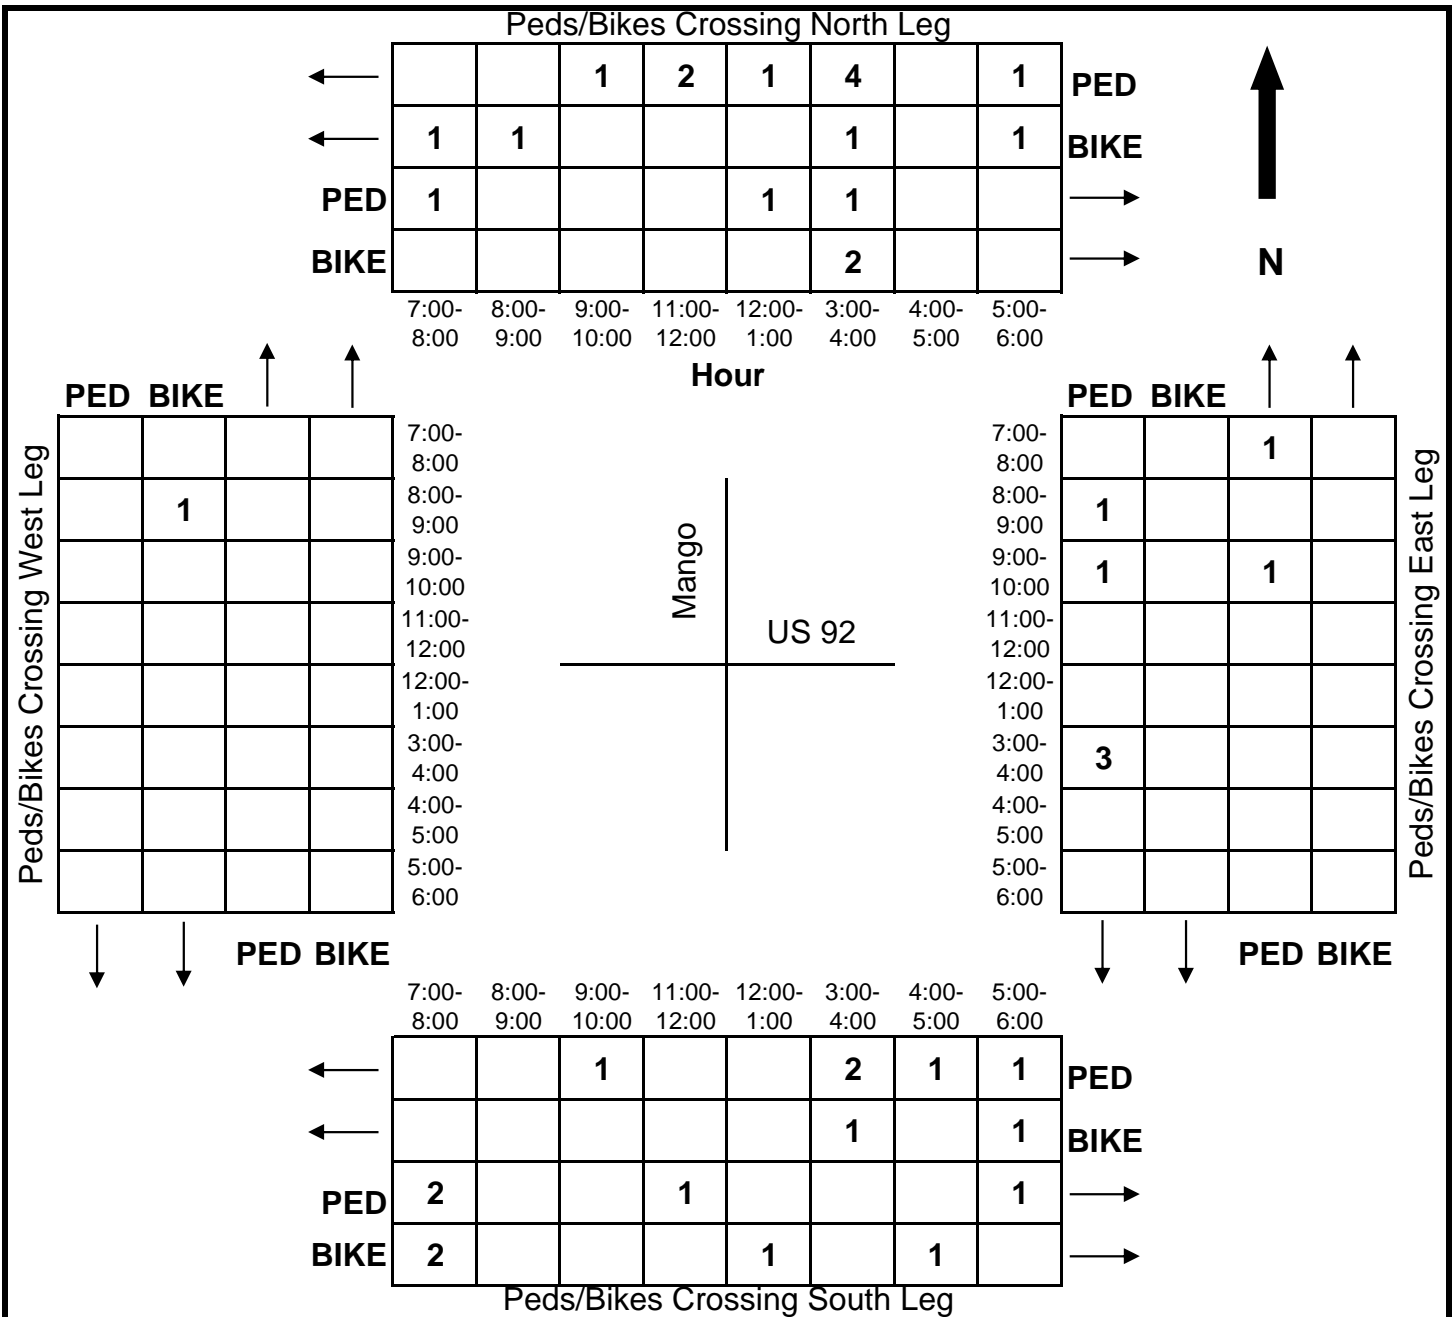 Peds/Bikes Crossing North Leg
1 2 1 4 1 PED
1 1 1 1 BIKE
PED 1 1 1
BIKE 2
N
7:00- 8:00- 9:00- 11:00- 12:00- 3:00- 4:00- 5:00-
8:00 9:00 10:00 12:00 1:00 4:00 5:00 6:00
Hour
PED BIKE
Peds/Bikes Crossing West Leg
1
7:00-
8:00
8:00-
9:00
9:00-
10:00
11:00-
12:00
12:00-
1:00
3:00-
4:00
4:00-
5:00
5:00-
6:00
PED BIKE
Mango
US 92
PED BIKE
7:00-
8:00
1
8:00-
9:00
1
9:00-
10:00
1 1
11:00-
12:00
12:00-
1:00
3:00-
4:00
3
4:00-
5:00
5:00-
6:00
Peds/Bikes Crossing East Leg
PED BIKE
7:00- 8:00- 9:00- 11:00- 12:00- 3:00- 4:00- 5:00-
8:00 9:00 10:00 12:00 1:00 4:00 5:00 6:00
1 2 1 1 PED
1 1 BIKE
PED 2 1 1
BIKE 2 1 1
Peds/Bikes Crossing South Leg